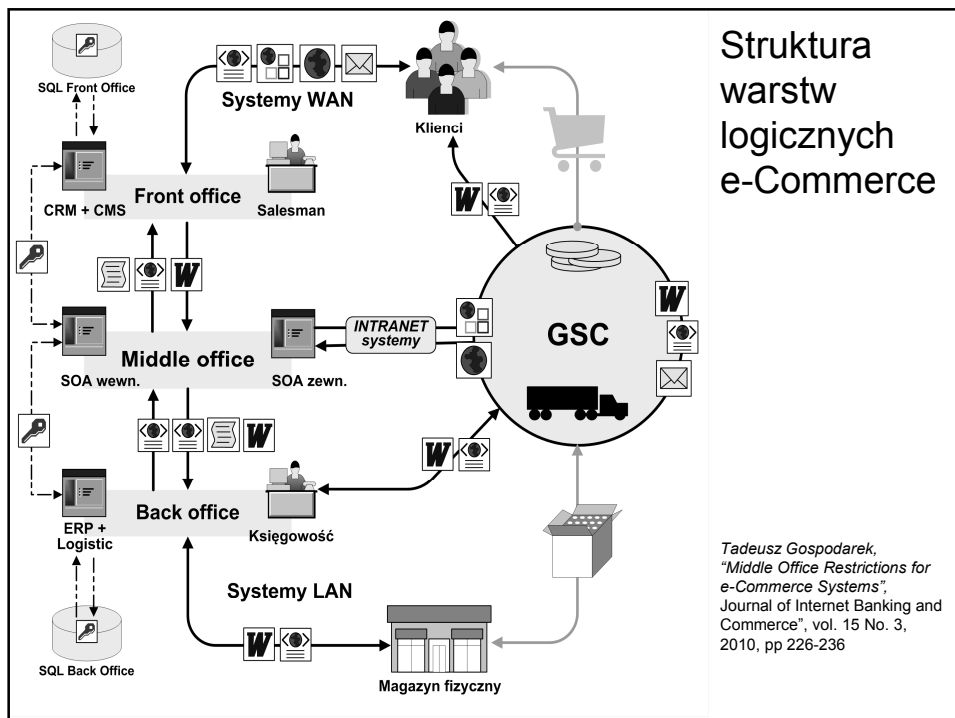 Struktura
warstw
logicznych
e-Commerce
SQL Front Office
Systemy WAN
Klienci
CRM + CMS
Front office
Salesman
W
W
INTRANET
systemy
GSC
W
Middle office
SOA wewn.
SOA zewn.
W
W
Back office
ERP +
Logistic
Księgowość
Systemy LAN
W
SQL Back Office
Magazyn fizyczny
Tadeusz Gospodarek,
"Middle Office Restrictions for
e-Commerce Systems",
Journal of Internet Banking and
Commerce", vol. 15 No. 3,
2010, pp 226-236